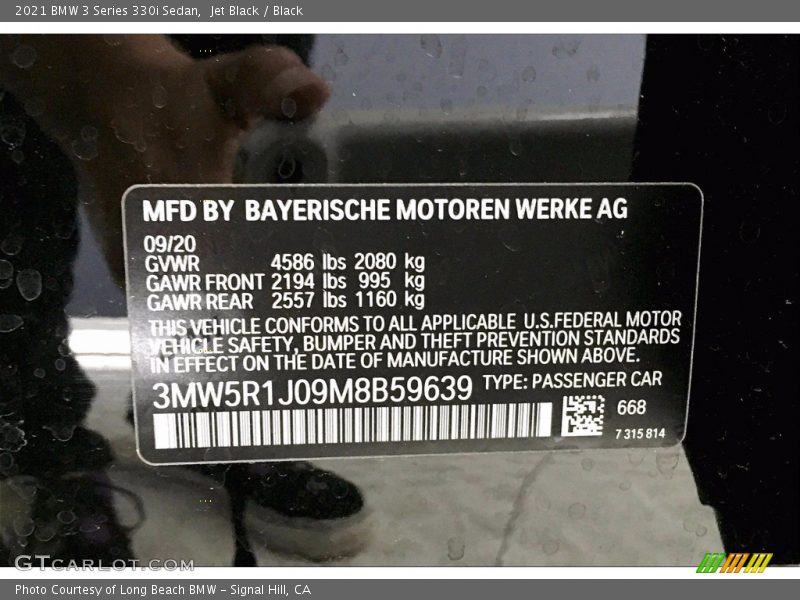 2021 BMW 3 Series 330i Sedan,  Jet Black / Black
MFD BY BAYERISCHE MOTOREN WERKE AG
09/20
GVWR 4586 lbs 2080 kg
GAWR FRONT 2194 lbs 995 kg
GAWR REAR 2557 lbs 1160 kg
THIS VEHICLE CONFORMS TO ALL APPLICABLE U.S.FEDERAL MOTOR
VEHICLE SAFETY, BUMPER AND THEFT PREVENTION STANDARDS
IN EFFECT ON THE DATE OF MANUFACTURE SHOWN ABOVE.
3MW5R1J09M8B59639 TYPE: PASSENGER CAR
668
7 315 814
GTCARLOT.COM
Photo Courtesy of Long Beach BMW – Signal Hill, CA